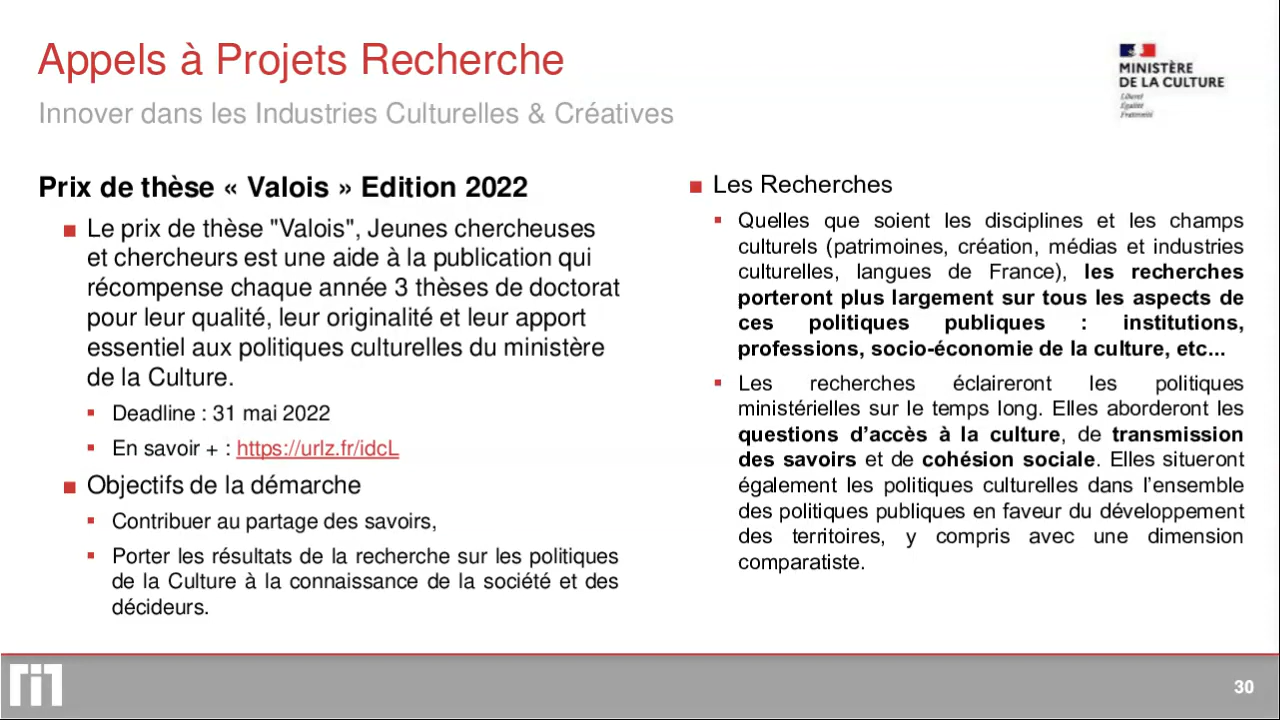 Appels à Projets Recherche
Innover dans les Industries Culturelles & Créatives
MINISTÈRE
DE LA CULTURE
Liberté
Égalité
Fraternité
Prix de thèse « Valois » Edition 2022
Le prix de thèse "Valois", Jeunes chercheuses
et chercheurs est une aide à la publication qui
récompense chaque année 3 thèses de doctorat
pour leur qualité, leur originalité et leur apport
essentiel aux politiques culturelles du ministère
de la Culture.
Deadline : 31 mai 2022
En savoir + : https://urlz.fr/idcL
Objectifs de la démarche
Contribuer au partage des savoirs,
Porter les résultats de la recherche sur les politiques
de la Culture à la connaissance de la société et des
décideurs.
Les Recherches
Quelles que soient les disciplines et les champs
culturels (patrimoines, création, médias et industries
culturelles, langues de France), les recherches
porteront plus largement sur tous les aspects de
ces politiques publiques : institutions,
professions, socio-économie de la culture, etc...
Les recherches éclaireront les politiques
ministérielles sur le temps long. Elles aborderont les
questions d’accès à la culture, de transmission
des savoirs et de cohésion sociale. Elles situeront
également les politiques culturelles dans l’ensemble
des politiques publiques en faveur du développement
des territoires, y compris avec une dimension
comparatiste.
30